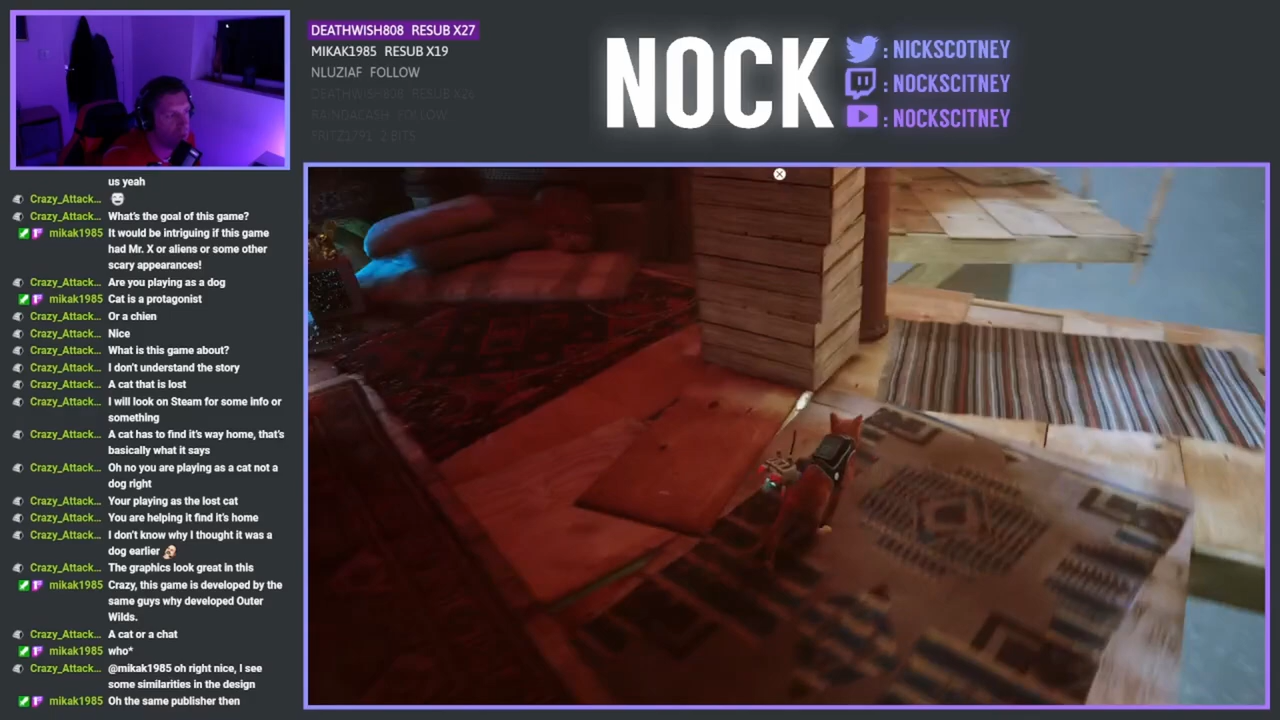 DEATHWISH808 RESUB X27
MIKAK1985 RESUB X19
NLUZIAF FOLLOW
DEATHWISH808 RESUB X26
RAINDACASH FOLLOW
FRITZ1791 2 BITS
NOCK
: NICKSCOTNEY
: NOCKSCITNEY
: NOCKSCITNEY
us yeah
Crazy_Attack...
Crazy_Attack... What's the goal of this game?
mikak1985 It would be intriguing if this game
had Mr. X or aliens or some other
scary appearances!
Crazy_Attack... Are you playing as a dog
mikak1985 Cat is a protagonist
Crazy_Attack... Or a chien
Crazy_Attack... Nice
Crazy_Attack... What is this game about?
Crazy_Attack... I don't understand the story
Crazy_Attack... A cat that is lost
Crazy_Attack... I will look on Steam for some info or
something
Crazy_Attack... A cat has to find it's way home, that's
basically what it says
Crazy_Attack... Oh no you are playing as a cat not a
dog right
Crazy_Attack... Your playing as the lost cat
Crazy_Attack... You are helping it find it's home
Crazy_Attack... I don't know why I thought it was a
dog earlier
Crazy_Attack... The graphics look great in this
mikak1985 Crazy, this game is developed by the
same guys why developed Outer
Wilds.
Crazy_Attack... A cat or a chat
mikak1985 who*
Crazy_Attack... @mikak1985 oh right nice, I see
some similarities in the design
mikak1985 Oh the same publisher then